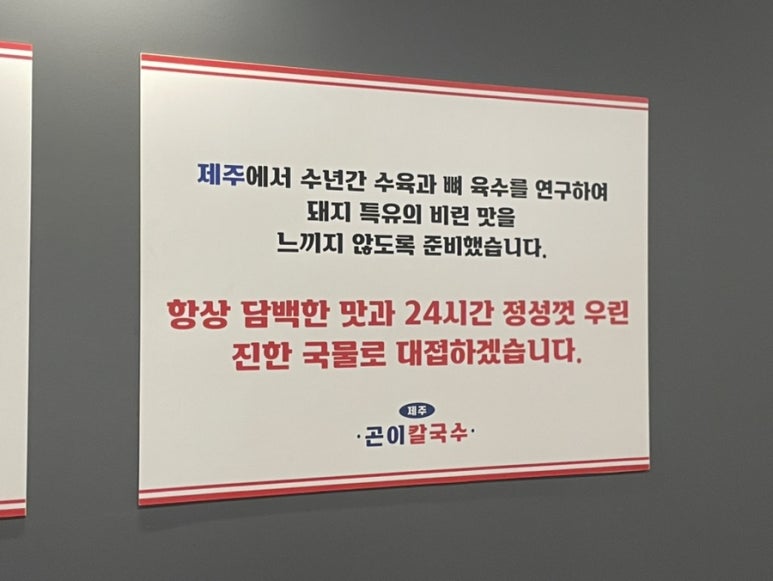 제주에서 수년간 수육과 뼈 육수를 연구하여
돼지 특유의 비린 맛을
느끼지 않도록 준비했습니다.
항상 담백한 맛과 24시간 정성껏 우린
진한 국물로 대접하겠습니다.
제주
·곤이칼국수·